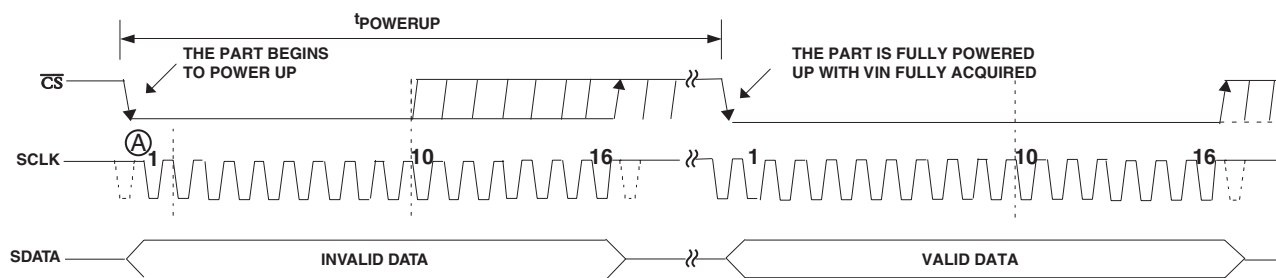 tPOWERUP
THE PART BEGINS
TO POWER UP
THE PART IS FULLY POWERED
UP WITH VIN FULLY ACQUIRED
CS
A
SCLK
1
10
16
1
10
16
SDATA
INVALID DATA
VALID DATA